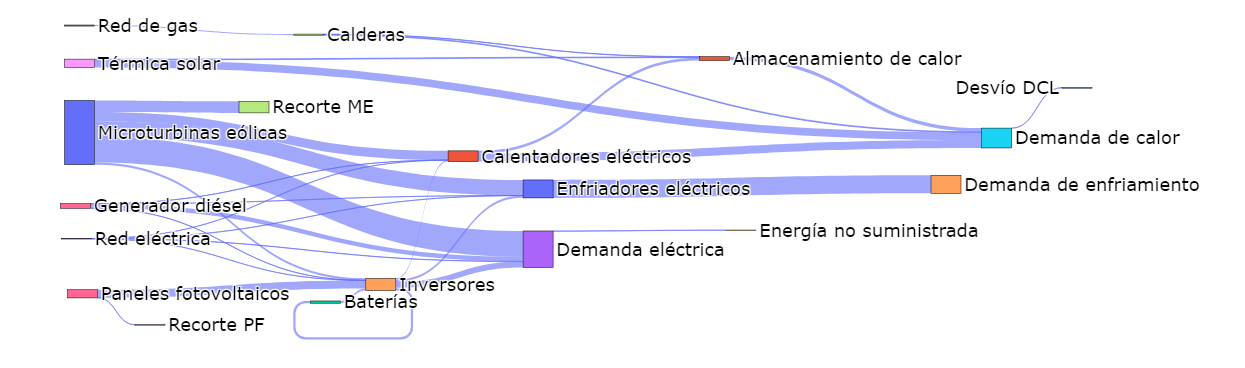 Red de gas
Calderas
Almacenamiento de calor
Térmica solar
Desvío DCL
Recorte ME
Microturbinas eólicas
Demanda de calor
Calentadores eléctricos
Enfriadores eléctricos
Demanda de enfriamiento
Generador diésel
Energía no suministrada
Red eléctrica
Demanda eléctrica
Inversores
Paneles fotovoltaicos
Baterías
Recorte PF